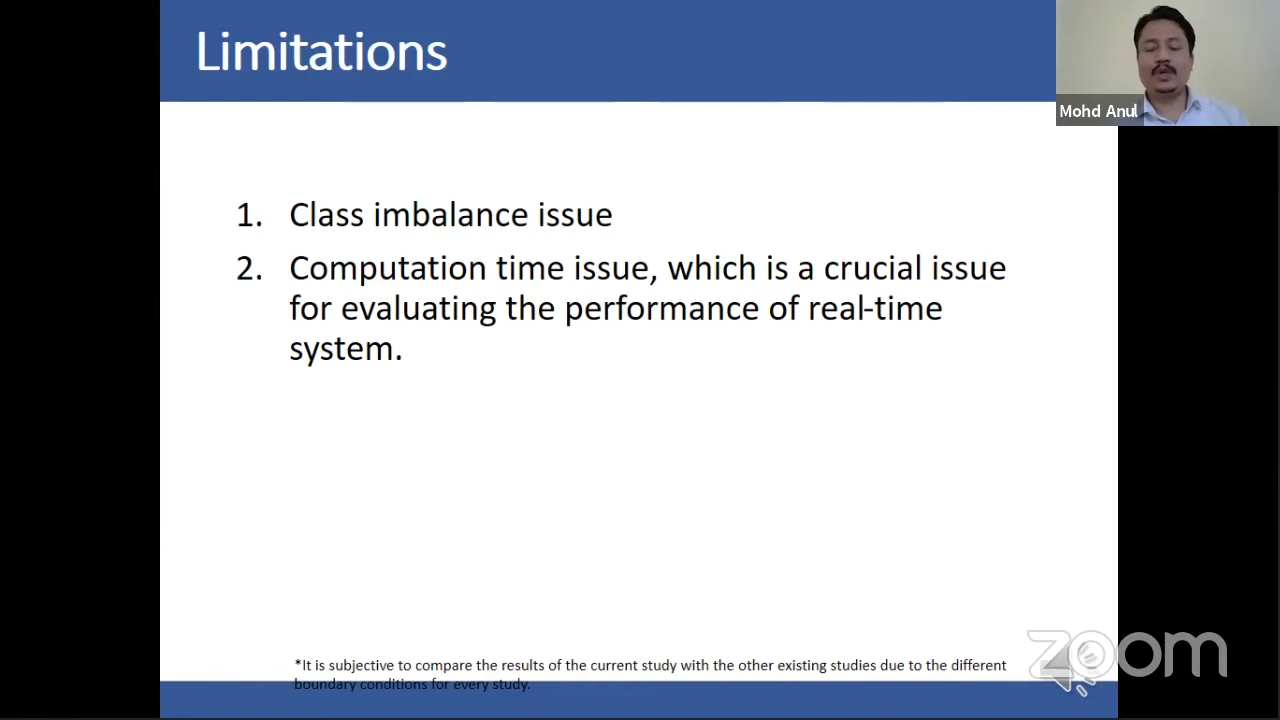 Limitations
Mohd Anul
1. Class imbalance issue
2. Computation time issue, which is a crucial issue
for evaluating the performance of real-time
system.
*It is subjective to compare the results of the current study with the other existing studies due to the different
boundary conditions for every study.
zoom